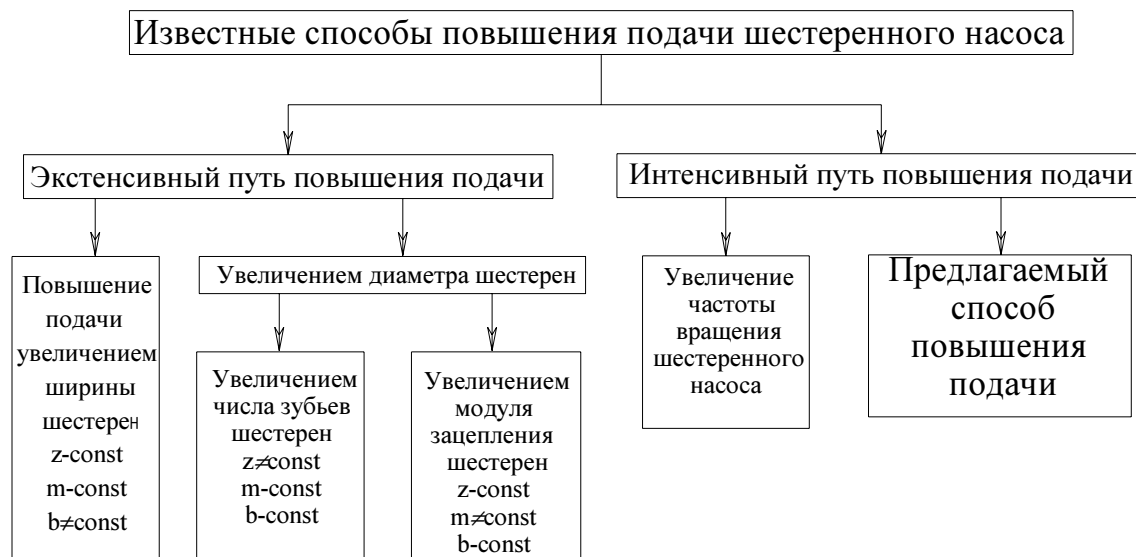 Известные способы повышения подачи шестеренного насоса
Экстенсивный путь повышения подачи
Интенсивный путь повышения подачи
Повышение
подачи
увеличением
ширины
шестерен
z-const
m-const
b≠const
Увеличением диаметра шестерен
Увеличением
числа зубьев
шестерен
z≠const
m-const
b-const
Увеличением
модуля
зацепления
шестерен
z-const
m≠const
b-const
Увеличение
частоты
вращения
шестеренного
насоса
Предлагаемый
способ
повышения
подачи